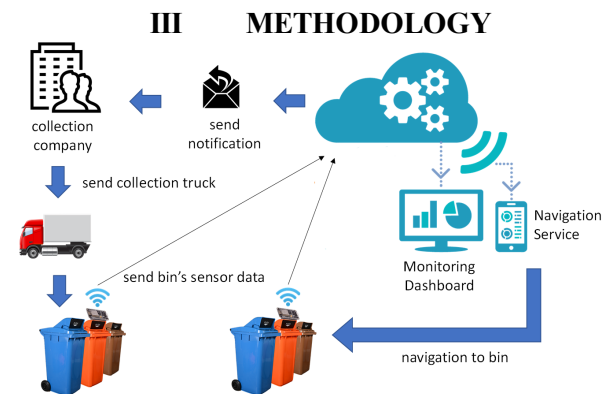 III METHODOLOGY
collection
company
send
notification
send collection truck
Navigation
Service
Monitoring
Dashboard
send bin's sensor data
navigation to bin